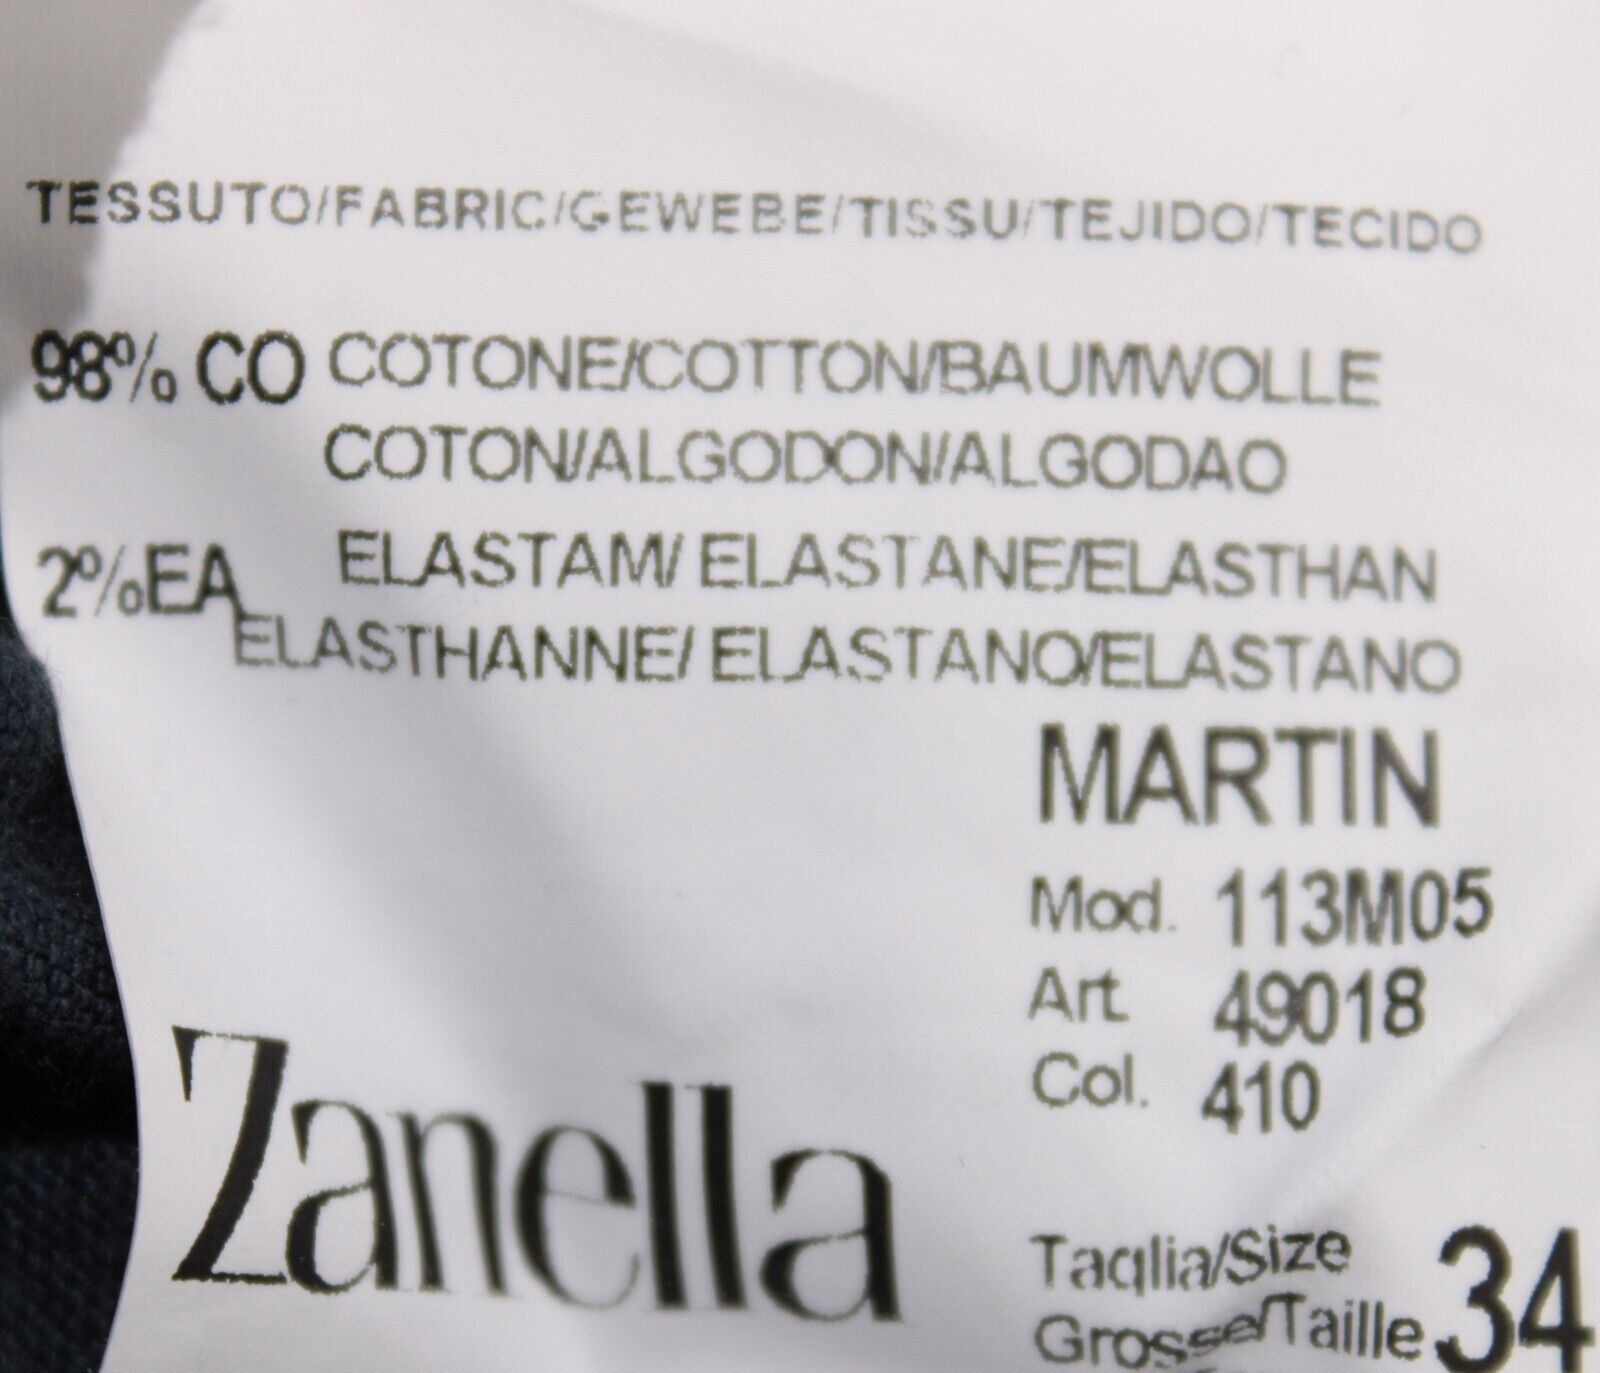 TESSUTO/FABRIC/GEWEBE/TISSU/TEJIDO/TECIDO
98% CO COTONE/COTTON/BAUMWOLLE
COTON/ALGODON/ALGODAO
2%EA ELASTAM/ ELASTANE/ELASTHAN
ELASTHANNE/ ELASTANO/ELASTANO
MARTIN
Mod. 113M05
Art. 49018
Col. 410
Zanella
Taglia/Size
Grosse/Taille 34